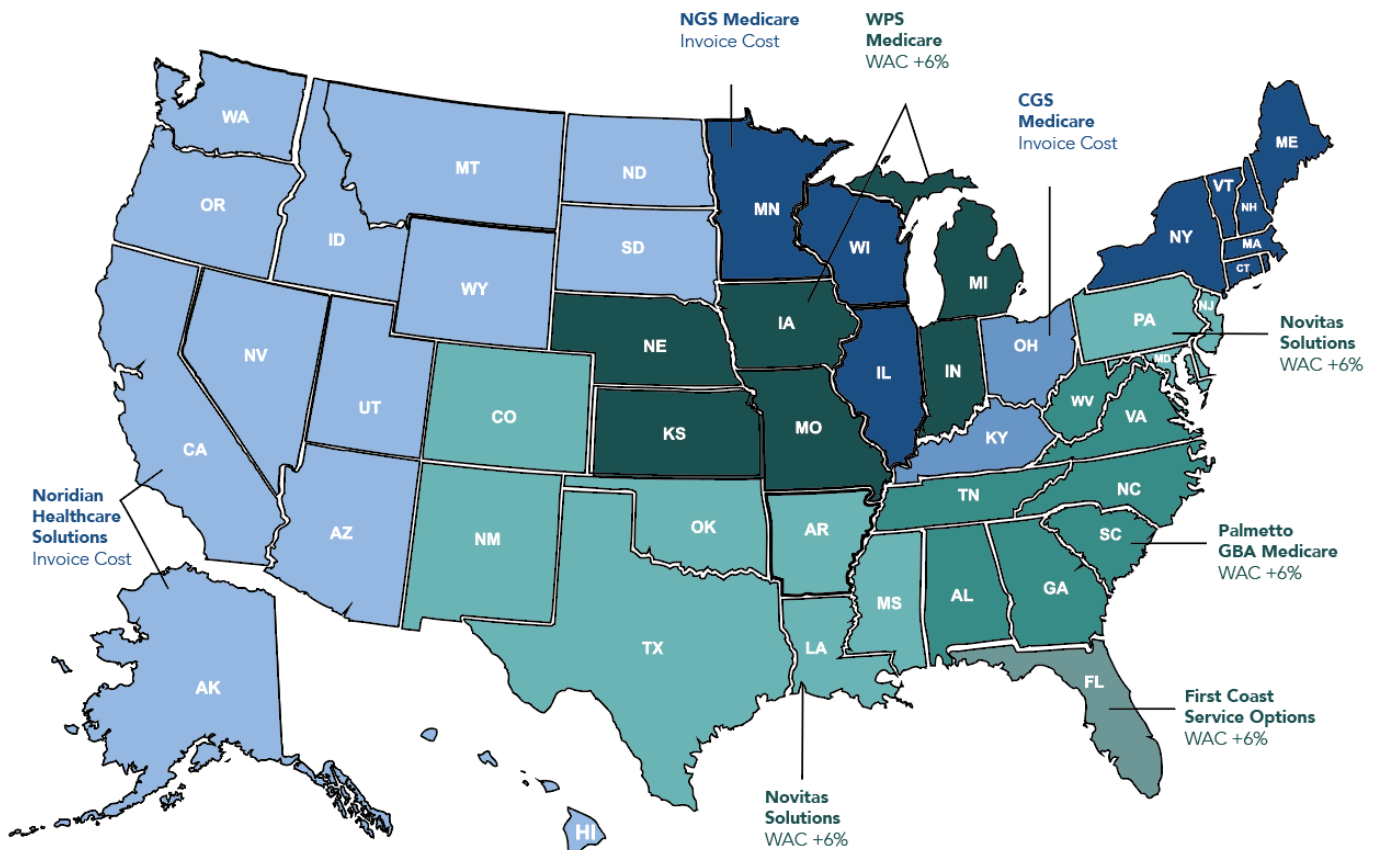 NGS Medicare
Invoice Cost
WPS
Medicare
WAC +6%
CGS
Medicare
Invoice Cost
WA
MT
ND
MN
ME
OR
ID
SD
WI
VT
NH
NY
MA
CT
WY
MI
NV
NE
IA
PA
NJ
Novitas
Solutions
WAC +6%
OH
MD
UT
CO
IL
IN
WV
VA
CA
KS
MO
KY
Noridian
Healthcare
Solutions
Invoice Cost
AZ
NM
OK
AR
TN
NC
SC
Palmetto
GBA Medicare
WAC +6%
MS
AL
GA
TX
LA
AK
FL
First Coast
Service Options
WAC +6%
Novitas
Solutions
WAC +6%
HI